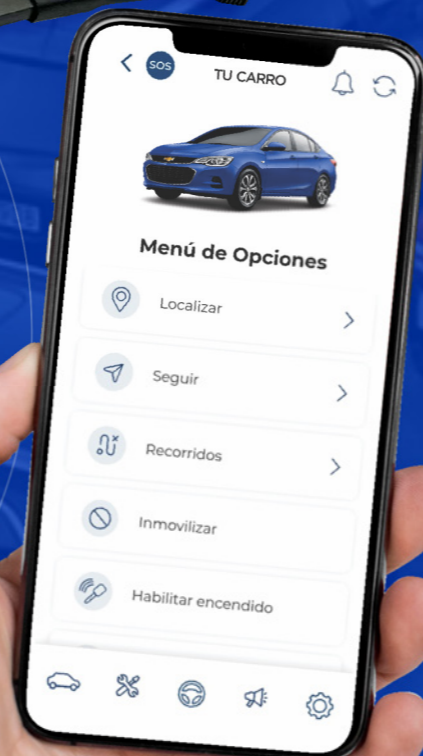 SOS
TU CARRO
Menú de Opciones
Localizar
Seguir
Recorridos
Inmovilizar
Habilitar encendido